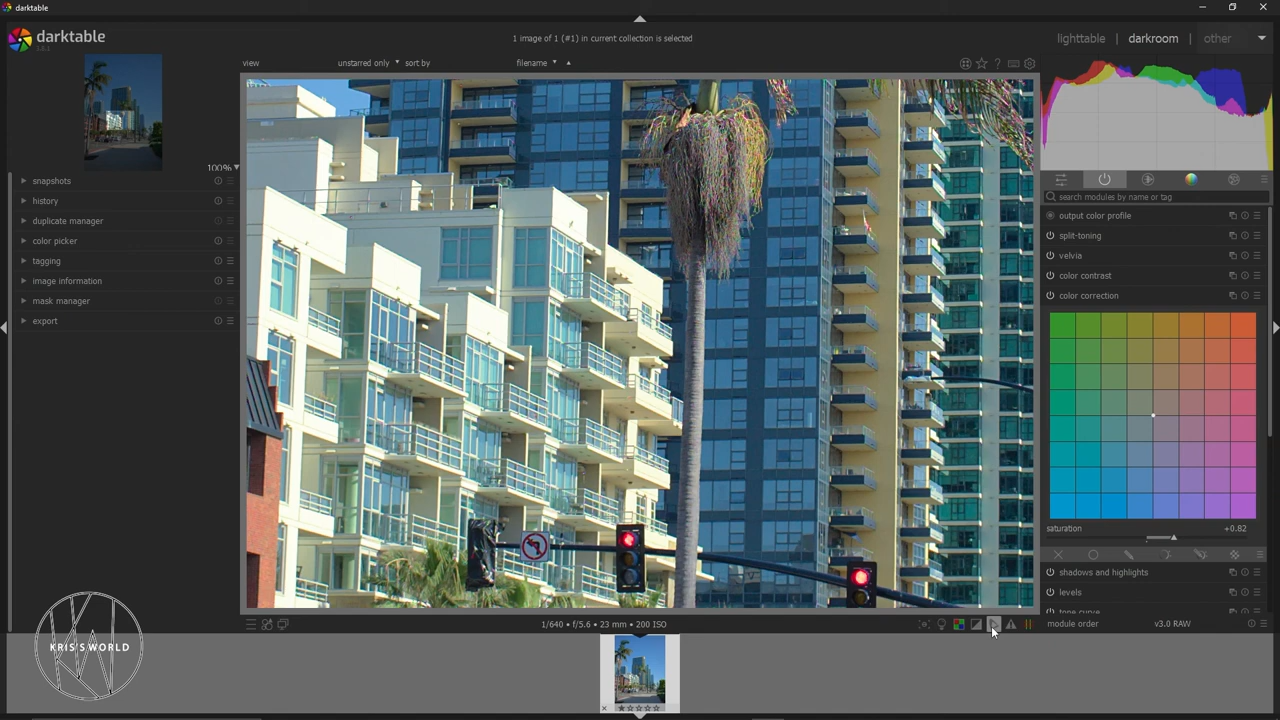 darktable
darktable
1 image of 1 (#1) in current collection is selected
lighttable | darkroom | other
view unstarred only sort by filename
100%
snapshots
history
duplicate manager
color picker
tagging
image information
mask manager
export
search modules by name or tag
output color profile
split-toning
velvia
color contrast
color correction
saturation +0.82
shadows and highlights
levels
tone curve
1/640 • f/5.6 • 23 mm • 200 ISO
module order v3.0 RAW
KRIS'S WORLD